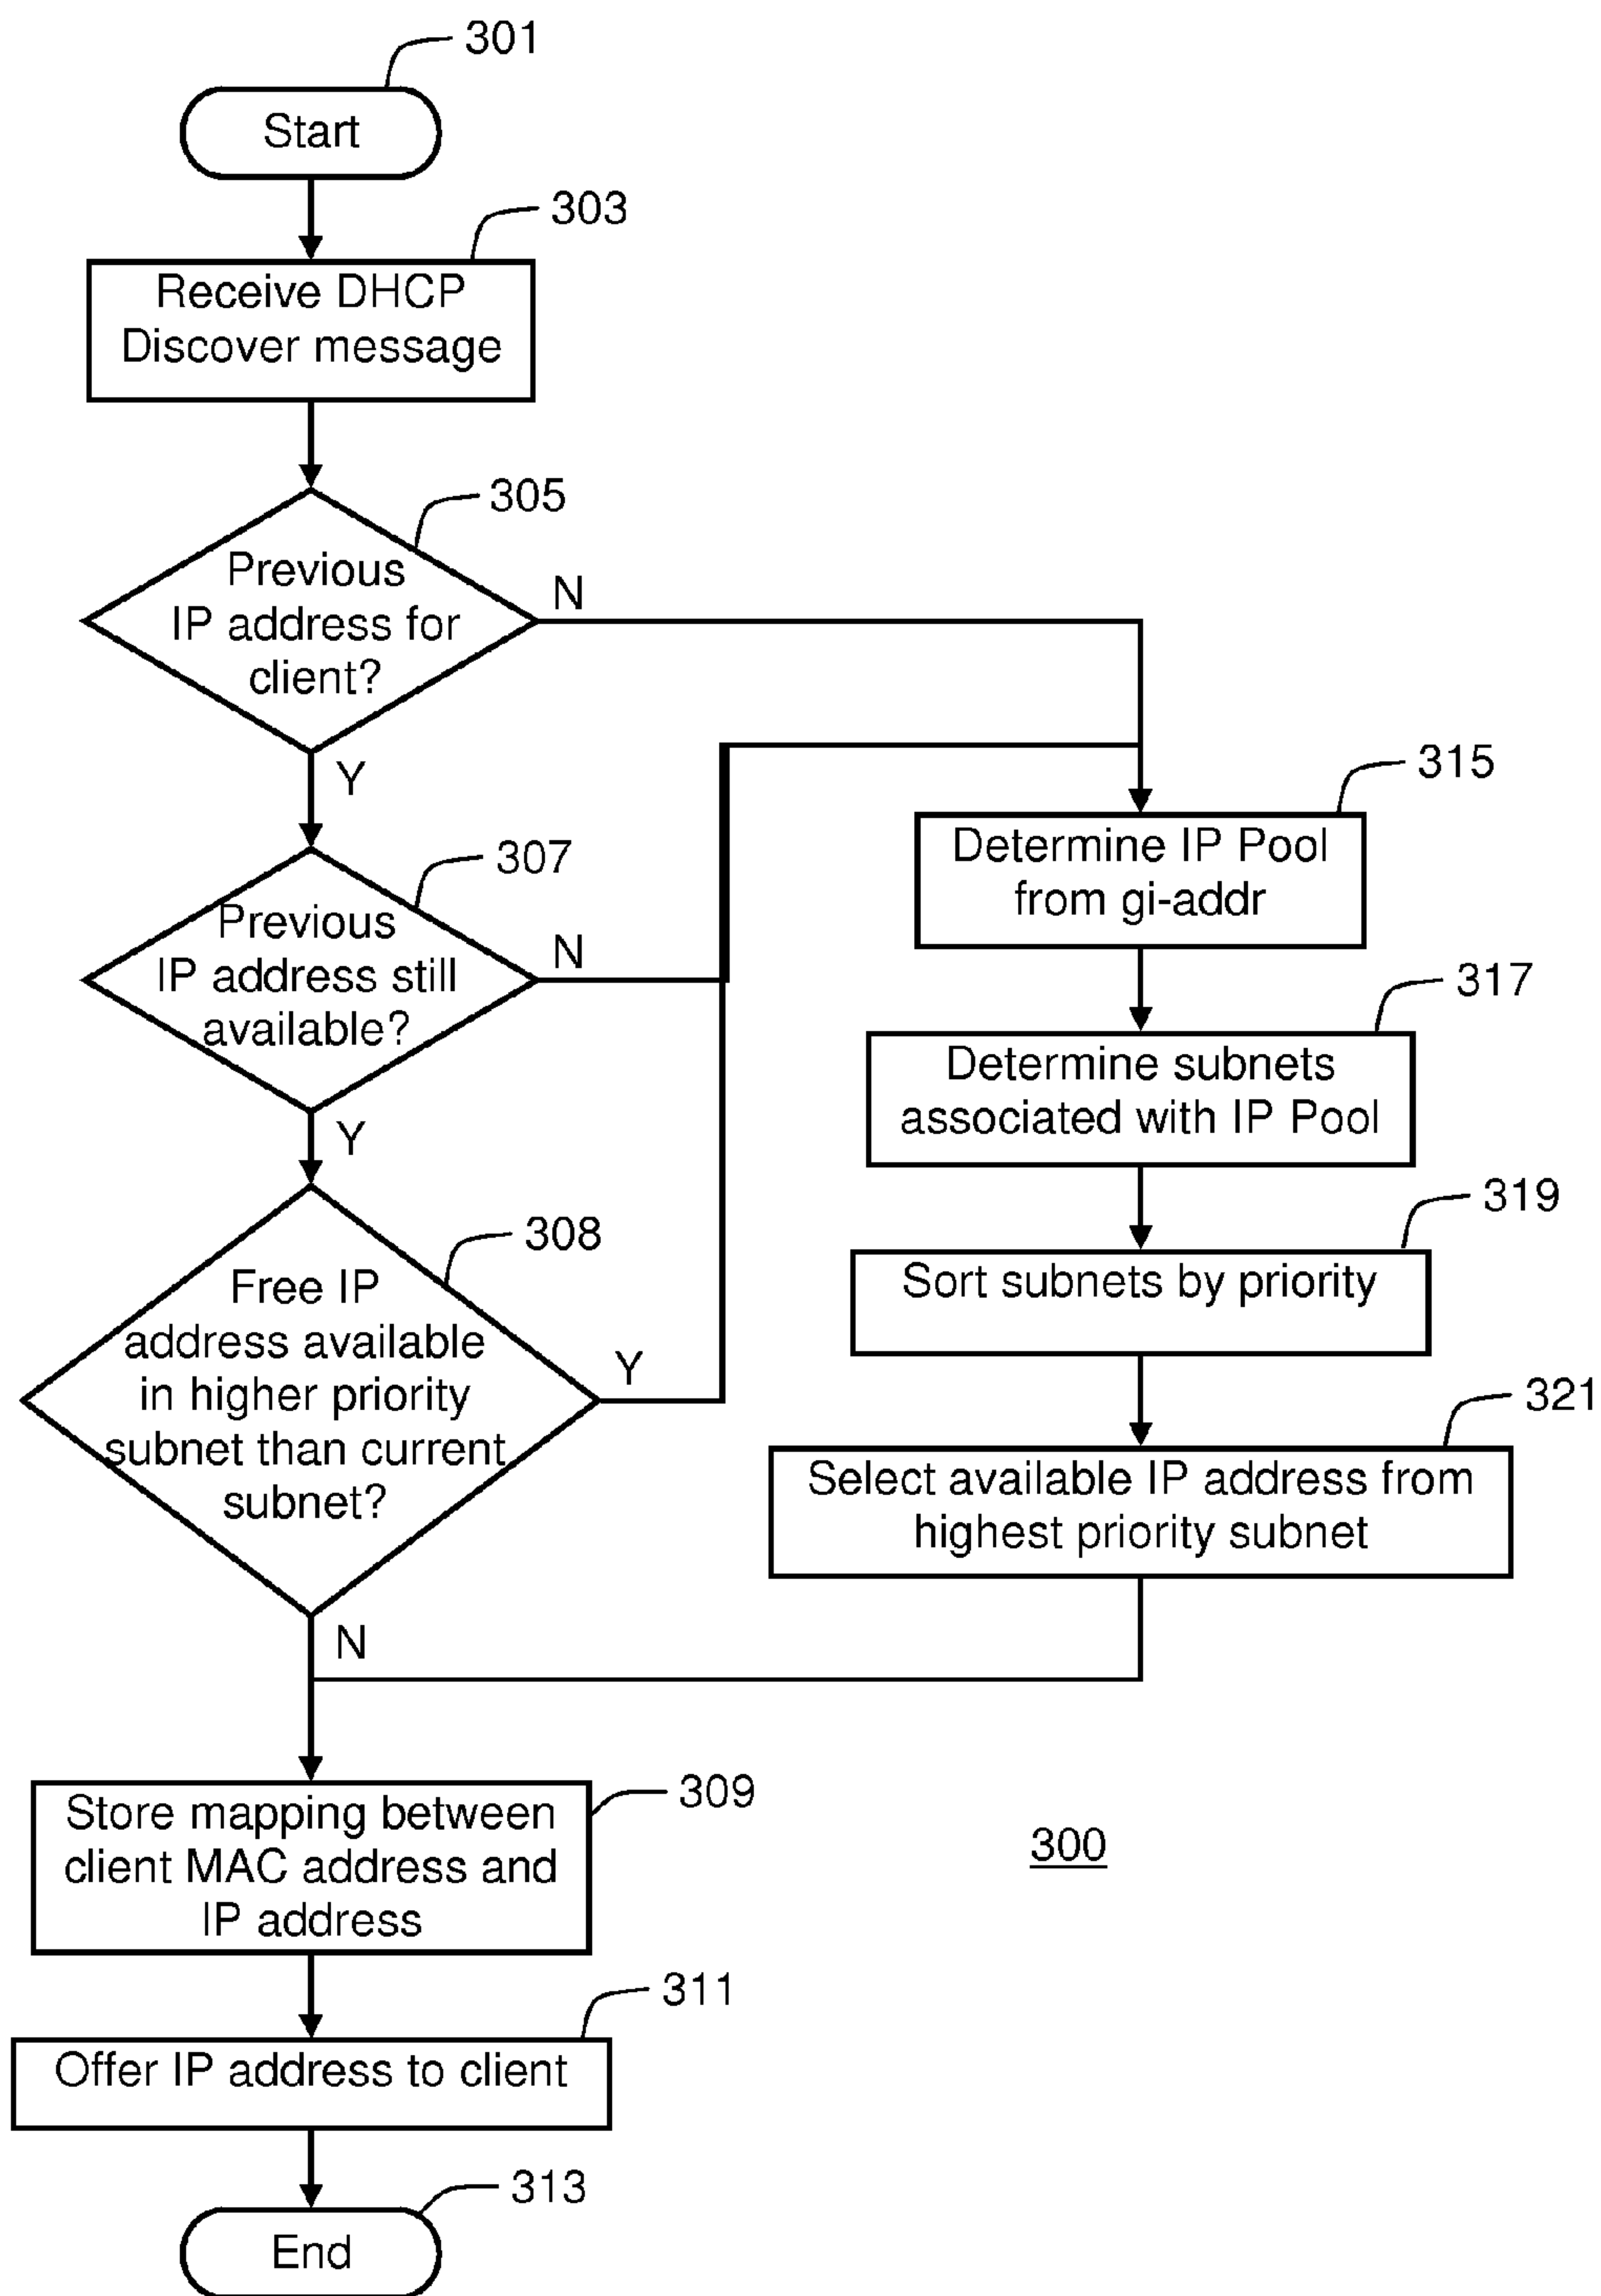 301
Start
303
Receive DHCP
Discover message
305
Previous
IP address for
client?
N
Y
307
Previous
IP address still
available?
N
Y
308
Free IP
address available
in higher priority
subnet than current
subnet?
Y
N
315
Determine IP Pool
from gi-addr
317
Determine subnets
associated with IP Pool
319
Sort subnets by priority
321
Select available IP address from
highest priority subnet
309
Store mapping between
client MAC address and
IP address
300
311
Offer IP address to client
313
End